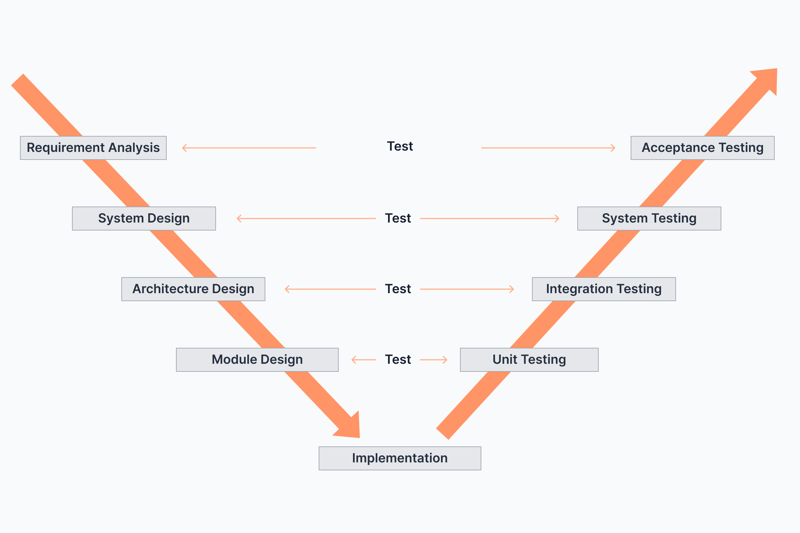 Requirement Analysis
Test
Acceptance Testing
System Design
Test
System Testing
Architecture Design
Test
Integration Testing
Module Design
Test
Unit Testing
Implementation